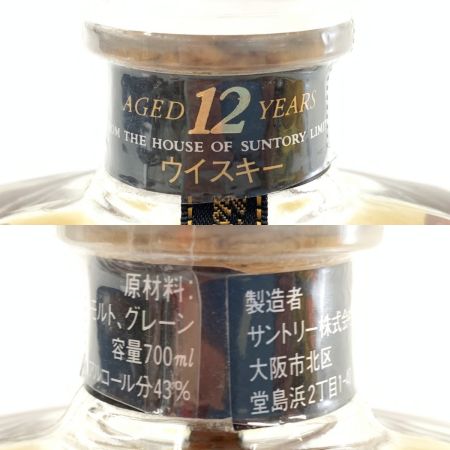 AGED 12 YEARS
THE HOUSE OF SUNTORY
ウイスキー
原材料:
モルト、グレーン
容量700ml
アルコール分43%
製造者
サントリー株式会
大阪市北区
堂島浜2丁目1-4